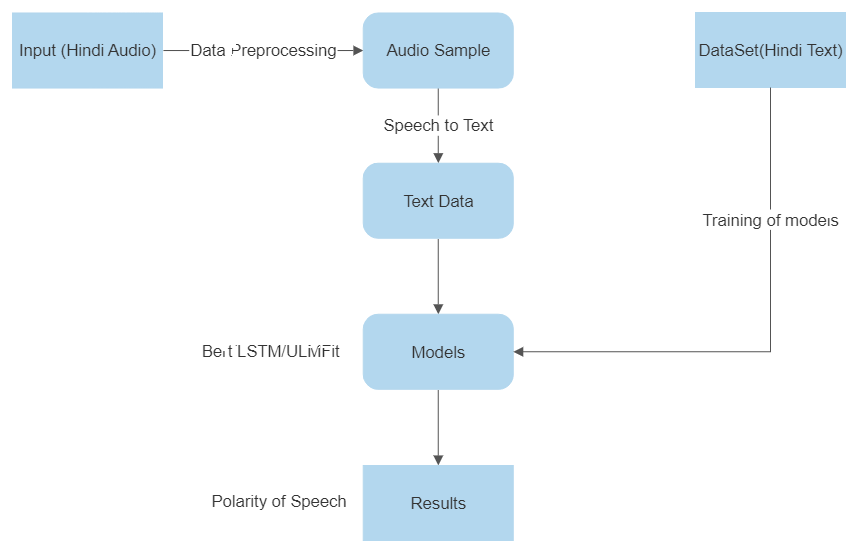 Input (Hindi Audio)
Data Preprocessing
Audio Sample
DataSet(Hindi Text)
Speech to Text
Text Data
Training of models
Bert/LSTM/ULMFit
Models
Polarity of Speech
Results